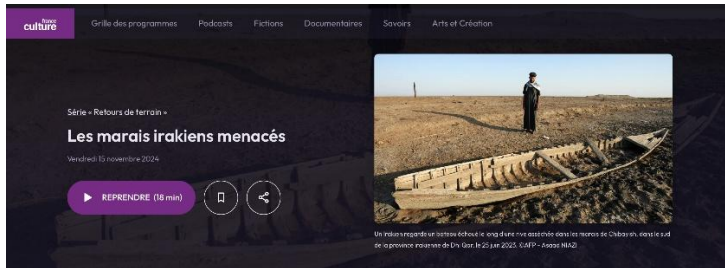 france
culture
Grille des programmes
Podcasts
Fictions
Documentaires
Savoirs
Arts et Création
Série « Retours de terrain »
Les marais irakiens menacés
Vendredi 15 novembre 2024
REPRENDRE (18 min)
Un Irakien regarde un bateau échoué le long d'une rive asséchée dans les marais de Chibayish, dans le sud
de la province irakienne de Dhi Qar, le 25 juin 2023. AFP - Asaad NIAZI